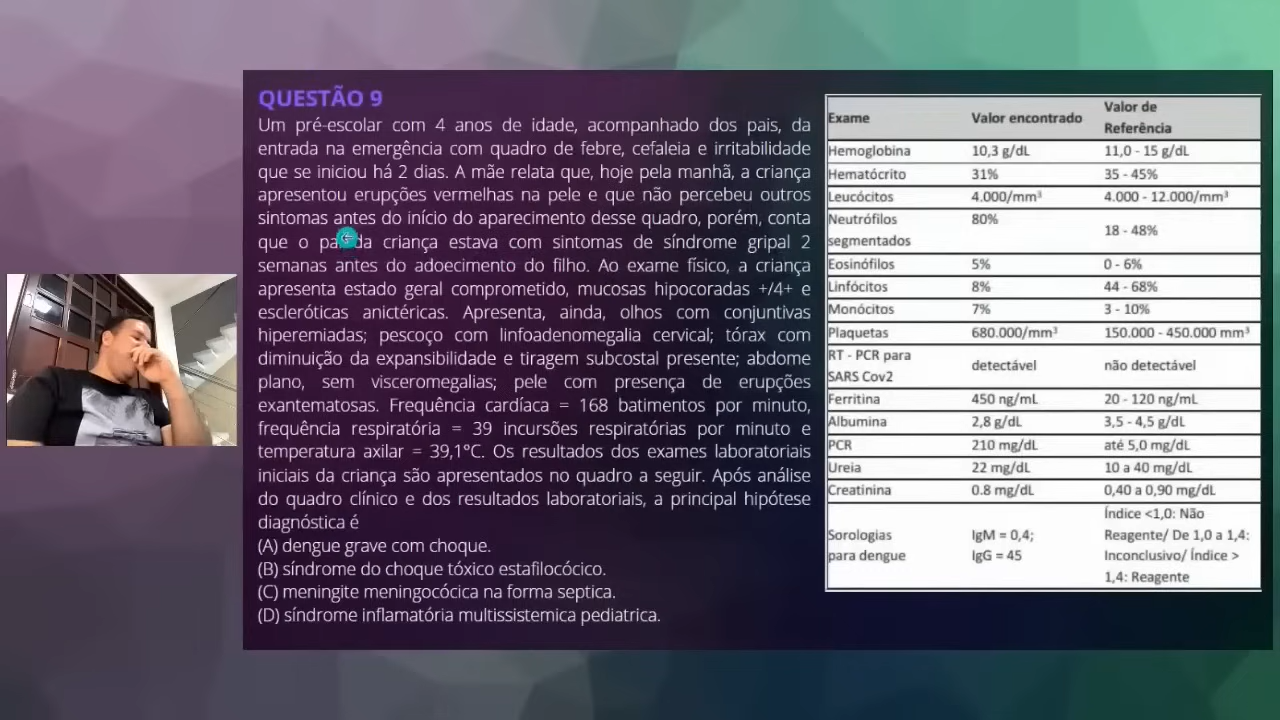 QUESTÃO 9
Um pré-escolar com 4 anos de idade, acompanhado dos pais, da
entrada na emergência com quadro de febre, cefaleia e irritabilidade
que se iniciou há 2 dias. A mãe relata que, hoje pela manhã, a criança
apresentou erupções vermelhas na pele e que não percebeu outros
sintomas antes do início do aparecimento desse quadro, porém, conta
que o da criança estava com sintomas de síndrome gripal 2
semanas antes do adoecimento do filho. Ao exame físico, a criança
apresenta estado geral comprometido, mucosas hipocoradas +/4+ e
escleróticas anictéricas. Apresenta, ainda, olhos com conjuntivas
hiperemiadas; pescoço com linfoadenomegalia cervical; tórax com
diminuição da expansibilidade e tiragem subcostal presente; abdome
plano, sem visceromegalias; pele com presença de erupções
exantematosas. Frequência cardíaca = 168 batimentos por minuto,
frequência respiratória = 39 incursões respiratórias por minuto e
temperatura axilar = 39,1°C. Os resultados dos exames laboratoriais
iniciais da criança são apresentados no quadro a seguir. Após análise
do quadro clínico e dos resultados laboratoriais, a principal hipótese
diagnóstica é
(A) dengue grave com choque.
(B) síndrome do choque tóxico estafilocócico.
(C) meningite meningocócica na forma septica.
(D) síndrome inflamatória multissistemica pediatrica.
Exame Valor encontrado Valor de
Referência
Hemoglobina 10,3 g/dL 11,0 - 15 g/dL
Hematócrito 31% 35 - 45%
Leucócitos 4.000/mm³ 4.000 - 12.000/mm³
Neutrófilos 80% 18 - 48%
segmentados
Eosinófilos 5% 0 - 6%
Linfócitos 8% 44 - 68%
Monócitos 7% 3 - 10%
Plaquetas 680.000/mm³ 150.000 - 450.000 mm³
RT - PCR para detectável não detectável
SARS Cov2
Ferritina 450 ng/mL 20 - 120 ng/mL
Albumina 2,8 g/dL 3,5 - 4,5 g/dL
PCR 210 mg/dL até 5,0 mg/dL
Ureia 22 mg/dL 10 a 40 mg/dL
Creatinina 0.8 mg/dL 0,40 a 0,90 mg/dL
Sorologias IgM = 0,4; Índice <1,0: Não
para dengue IgG = 45 Reagente/ De 1,0 a 1,4:
Inconclusivo/ Índice >
1,4: Reagente